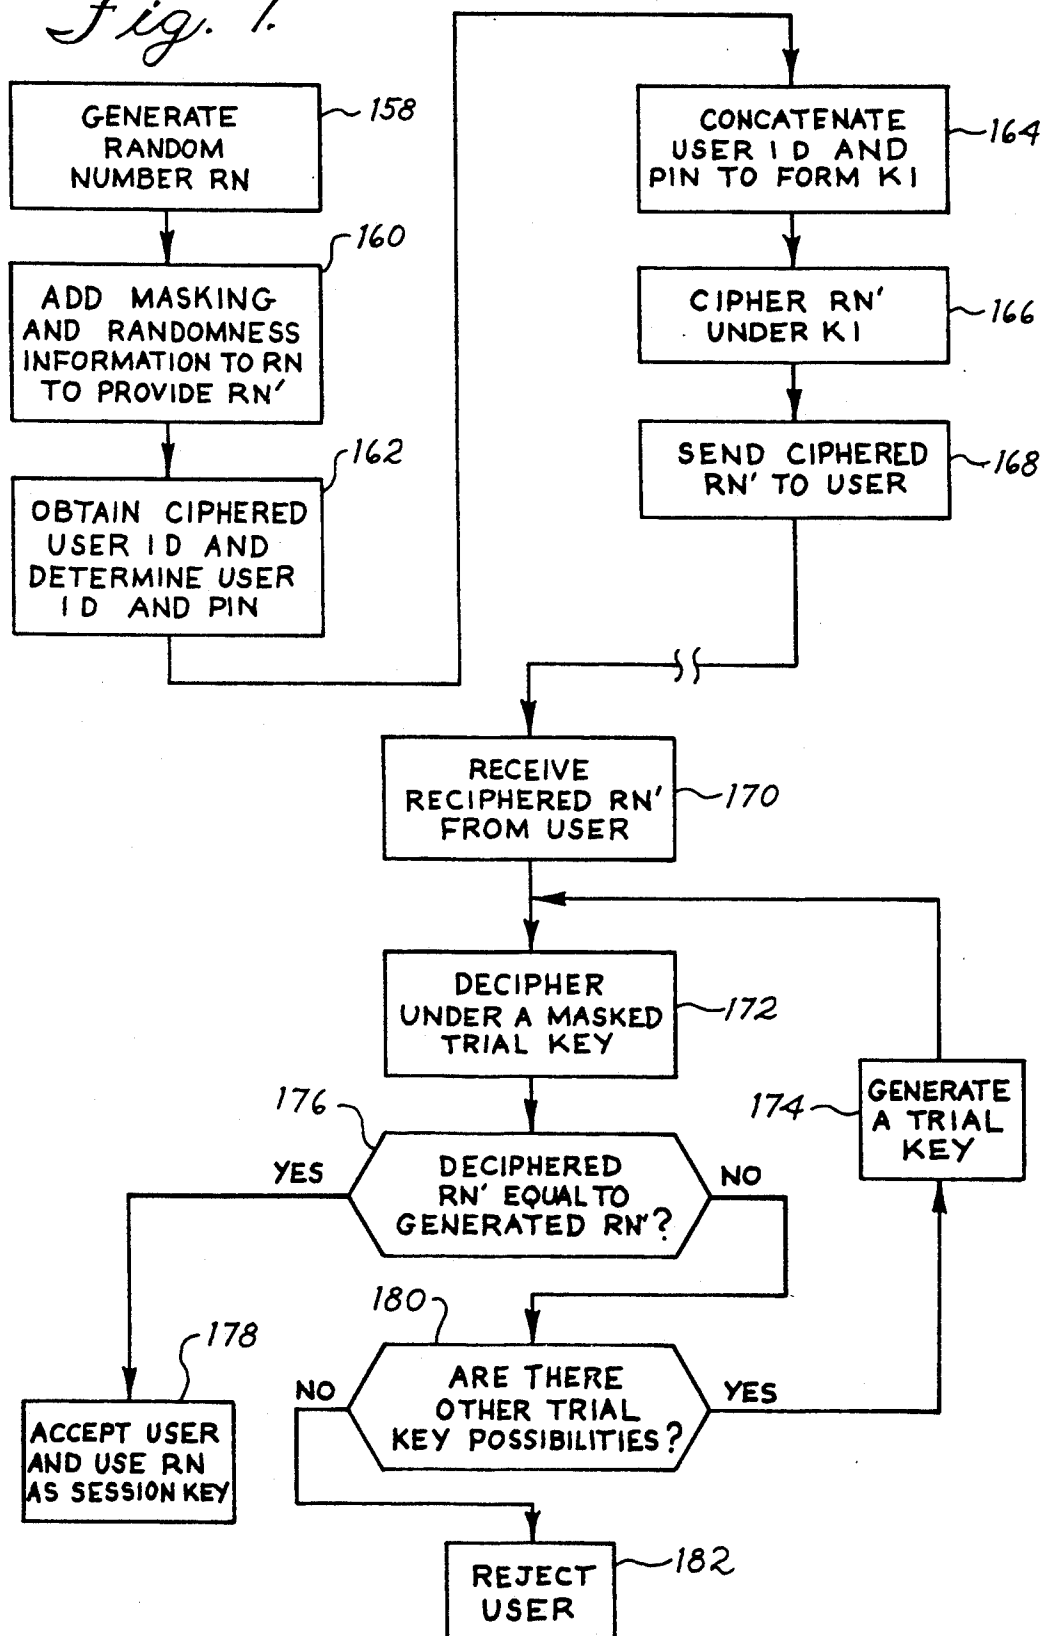 Fig. 1.
GENERATE
RANDOM
NUMBER RN
158
160
ADD MASKING
AND RANDOMNESS
INFORMATION TO RN
TO PROVIDE RN'
162
OBTAIN CIPHERED
USER ID AND
DETERMINE USER
ID AND PIN
CONCATENATE
USER ID AND
PIN TO FORM K1
164
CIPHER RN'
UNDER K1
166
SEND CIPHERED
RN' TO USER
168
RECEIVE
RECIPHERED RN'
FROM USER
170
DECIPHER
UNDER A MASKED
TRIAL KEY
172
GENERATE
A TRIAL
KEY
174
176
YES
DECIPHERED
RN' EQUAL TO
GENERATED RN'?
NO
180
NO
ARE THERE
OTHER TRIAL
KEY POSSIBILITIES?
YES
178
ACCEPT USER
AND USE RN
AS SESSION KEY
REJECT
USER
182